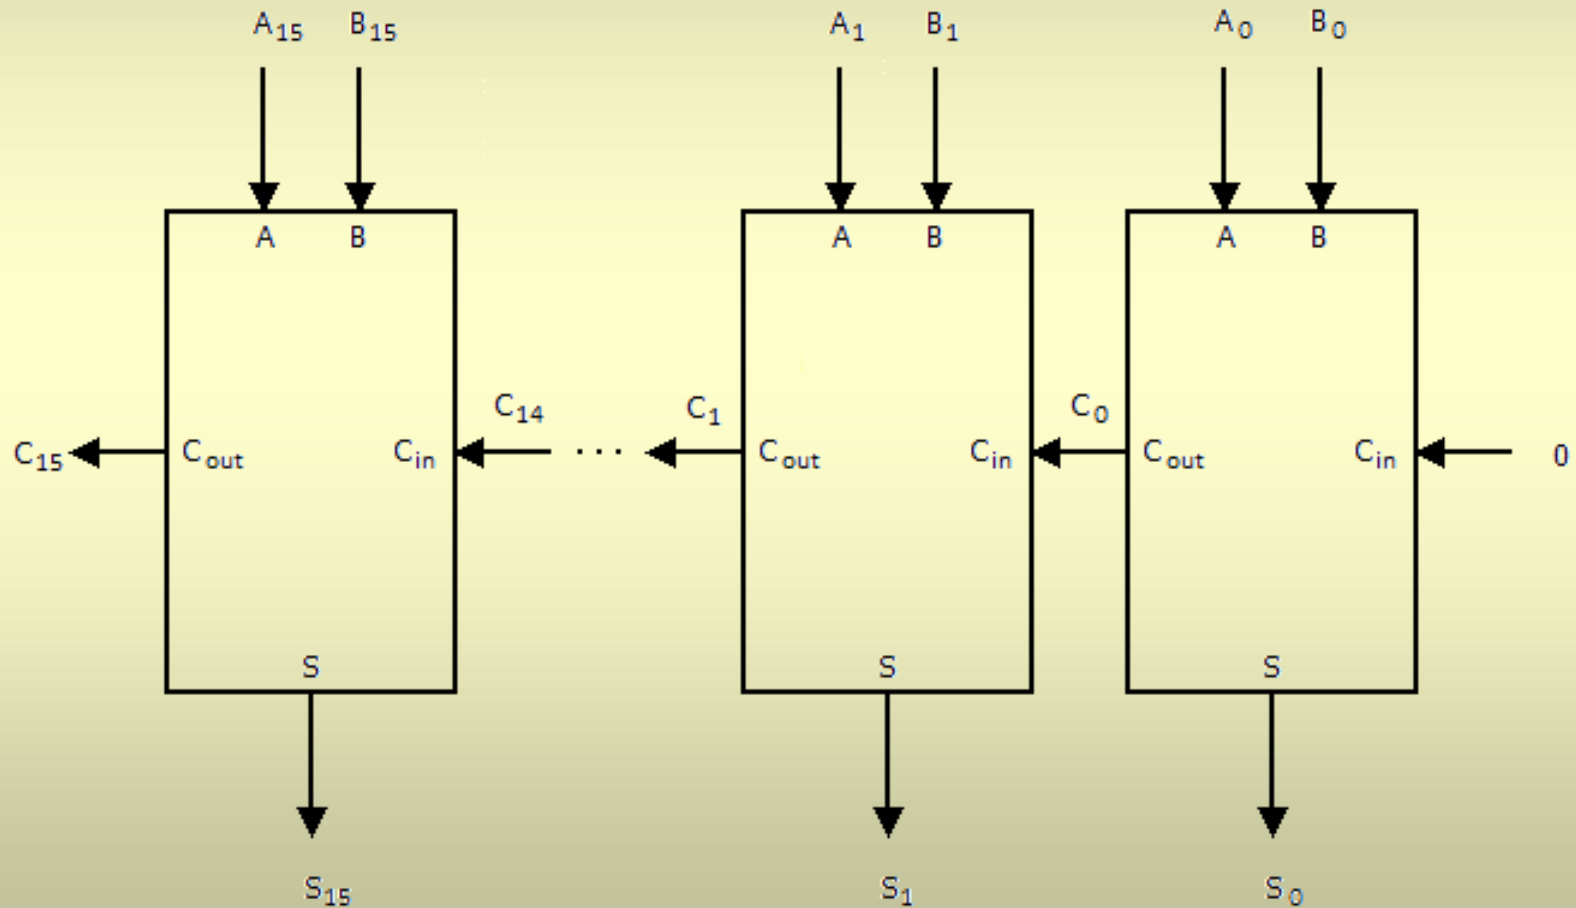 A15 B15 A1 B1 A0 B0
A B A B A B
C14 C1 C0
C15 Cout Cin ... Cout Cin Cout Cin 0
S S S
S15 S1 S0